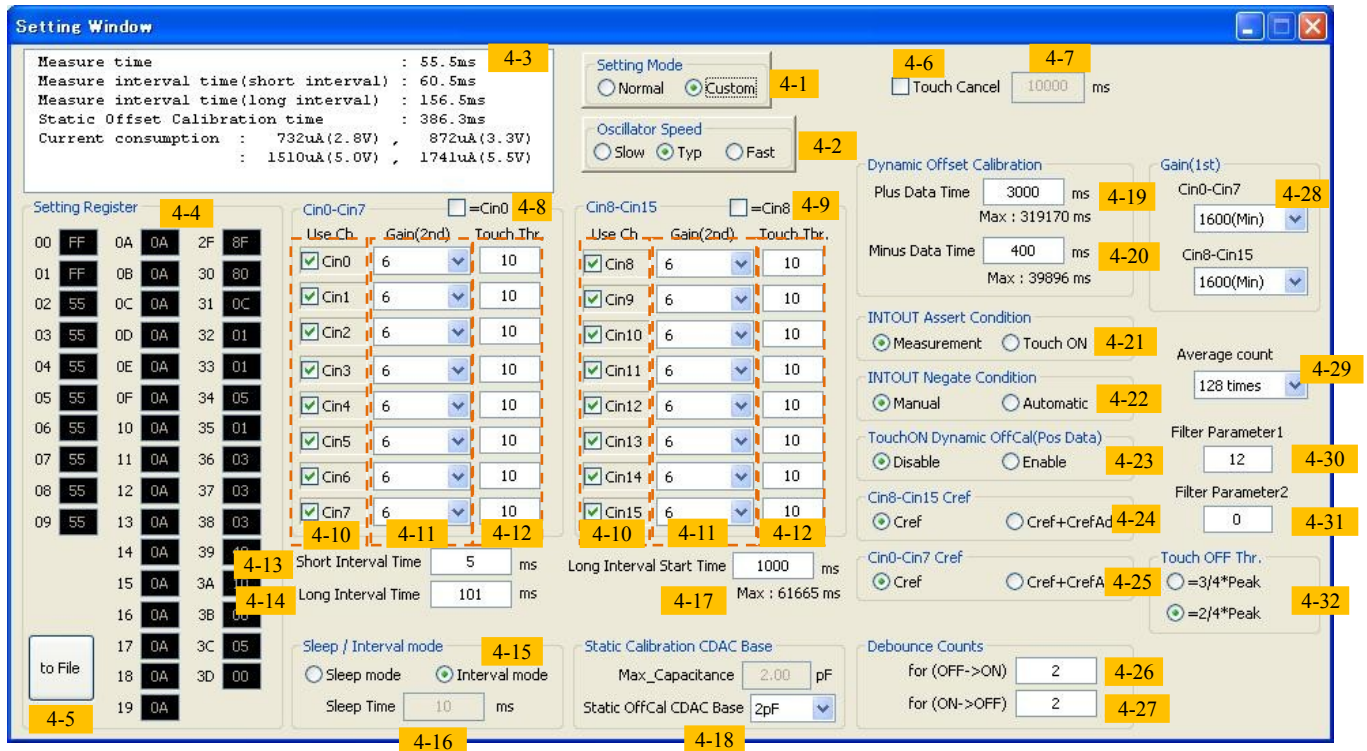 Setting Window
Measure time : 55.5ms
4-3
Measure interval time(short interval) : 60.5ms
Measure interval time(long interval) : 156.5ms
Static Offset Calibration time : 386.3ms
Current consumption : 732uA(2.8V) , 872uA(3.3V)
: 1510uA(5.0V) , 1741uA(5.5V)
Setting Mode
Normal Custom
4-1
Oscillator Speed
Slow Typ Fast
4-2
4-6
4-7
Touch Cancel 10000 ms
Setting Register
4-4
00 FF 0A 0A 2F 8F
01 FF 0B 0A 30 80
02 55 0C 0A 31 0C
03 55 0D 0A 32 01
04 55 0E 0A 33 01
05 55 0F 0A 34 05
06 55 10 0A 35 01
07 55 11 0A 36 03
08 55 12 0A 37 03
09 55 13 0A 38 03
14 0A 39
15 0A 3A
16 0A 3B
17 0A 3C 05
18 0A 3D 00
19 0A
to File
4-5
Cin0-Cin7 =Cin0 4-8
Use Ch. Gain(2nd) Touch Thr.
Cin0 6 10
Cin1 6 10
Cin2 6 10
Cin3 6 10
Cin4 6 10
Cin5 6 10
Cin6 6 10
Cin7 6 10
4-10 4-11 4-12
Cin8-Cin15 =Cin8 4-9
Use Ch Gain(2nd) Touch Thr.
Cin8 6 10
Cin9 6 10
Cin10 6 10
Cin11 6 10
Cin12 6 10
Cin13 6 10
Cin14 6 10
Cin15 6 10
4-10 4-11 4-12
4-13 Short Interval Time 5 ms
4-14 Long Interval Time 101 ms
Long Interval Start Time 1000 ms
4-17 Max : 61665 ms
Sleep / Interval mode 4-15
Sleep mode Interval mode
Sleep Time 10 ms
4-16
Static Calibration CDAC Base
Max_Capacitance 2.00 pF
Static OffCal CDAC Base 2pF
4-18
Dynamic Offset Calibration
Plus Data Time 3000 ms 4-19
Max : 319170 ms
Minus Data Time 400 ms 4-20
Max : 39896 ms
INTOUT Assert Condition
Measurement Touch ON 4-21
INTOUT Negate Condition
Manual Automatic 4-22
TouchON Dynamic OffCal(Pos Data)
Disable Enable 4-23
Cin8-Cin15 Cref
Cref Cref+CrefAd 4-24
Cin0-Cin7 Cref
Cref Cref+CrefA 4-25
Debounce Counts
for (OFF->ON) 2 4-26
for (ON->OFF) 2 4-27
Gain(1st)
Cin0-Cin7 4-28
1600(Min)
Cin8-Cin15
1600(Min)
Average count
4-29
128 times
Filter Parameter1
12 4-30
Filter Parameter2
0 4-31
Touch OFF Thr.
=3/4*Peak
4-32
=2/4*Peak